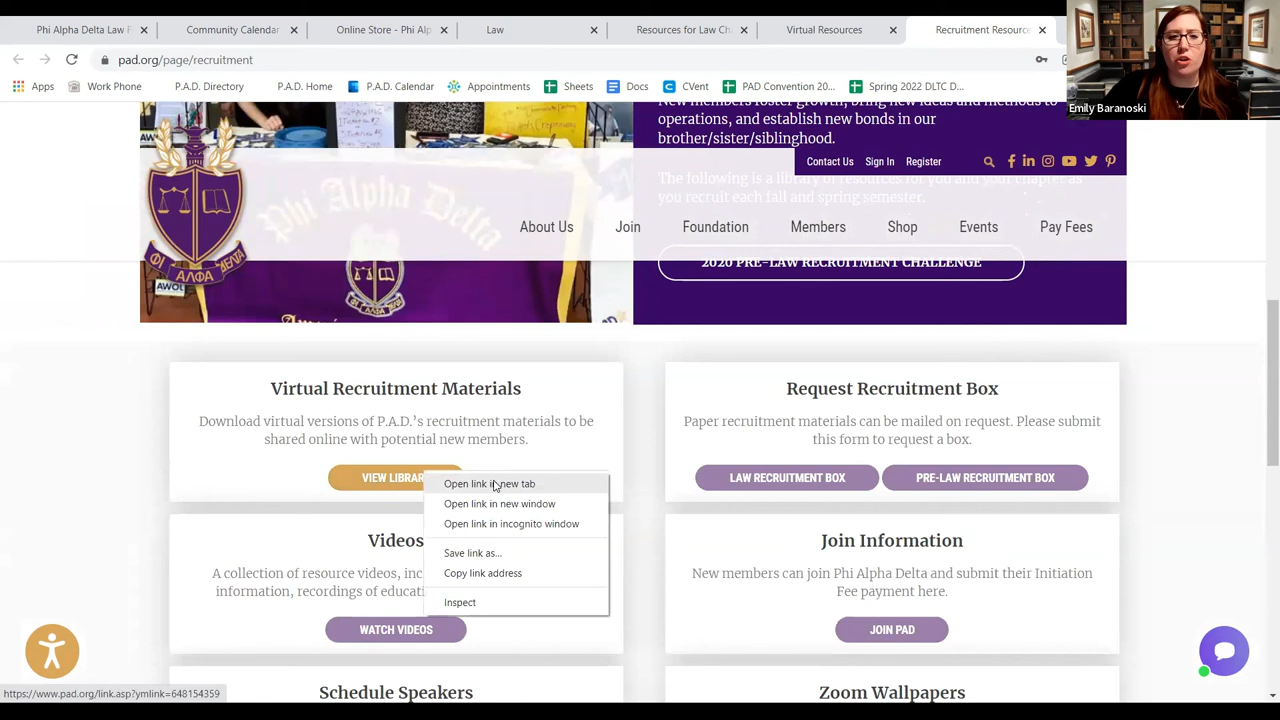 Phi Alpha Delta Law F
Community Calendar
Online Store - Phi Alp
Law
Resources for Law Ch
Virtual Resources
Recruitment Resource
pad.org/page/recruitment
Apps
Work Phone
P.A.D. Directory
P.A.D. Home
P.A.D. Calendar
Appointments
Sheets
Docs
CVent
PAD Convention 20...
Spring 2022 DLTC D...
Emily Baranoski
New members foster growth, bring new ideas and methods to
operations, and establish new bonds in our
brother/sister/siblinghood.
Contact Us
Sign In
Register
The following is a library of resources for you and your chapter as
you recruit each fall and spring semester.
About Us
Join
Foundation
Members
Shop
Events
Pay Fees
2020 PRE-LAW RECRUITMENT CHALLENGE
Phi Alpha Delta
ΦΙ ΑΛΦΑ ΔΕΛΤΑ
AWOL
Virtual Recruitment Materials
Download virtual versions of P.A.D.'s recruitment materials to be
shared online with potential new members.
VIEW LIBRAR
Request Recruitment Box
Paper recruitment materials can be mailed on request. Please submit
this form to request a box.
LAW RECRUITMENT BOX
PRE-LAW RECRUITMENT BOX
Open link in new tab
Open link in new window
Open link in incognito window
Save link as...
Copy link address
Inspect
Videos
A collection of resource videos, inc
information, recordings of educati
WATCH VIDEOS
Join Information
New members can join Phi Alpha Delta and submit their Initiation
Fee payment here.
JOIN PAD
Schedule Speakers
Zoom Wallpapers
https://www.pad.org/link.asp?ymlink=648154359